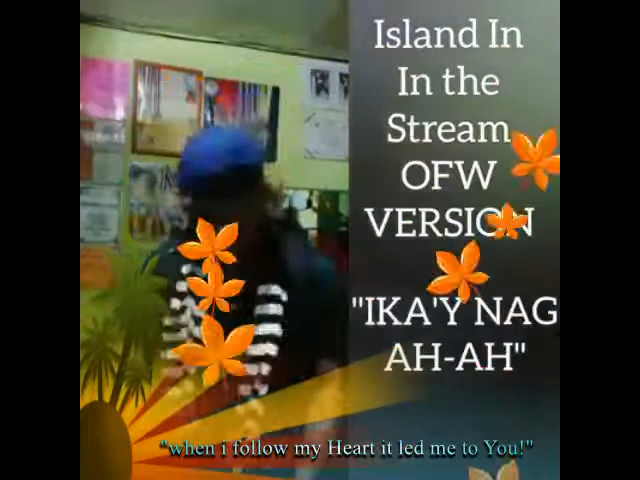 Island In
In the
Stream
OFW
VERSION
"IKA'Y NAG
AH-AH"
"when i follow my Heart it led me to You!"